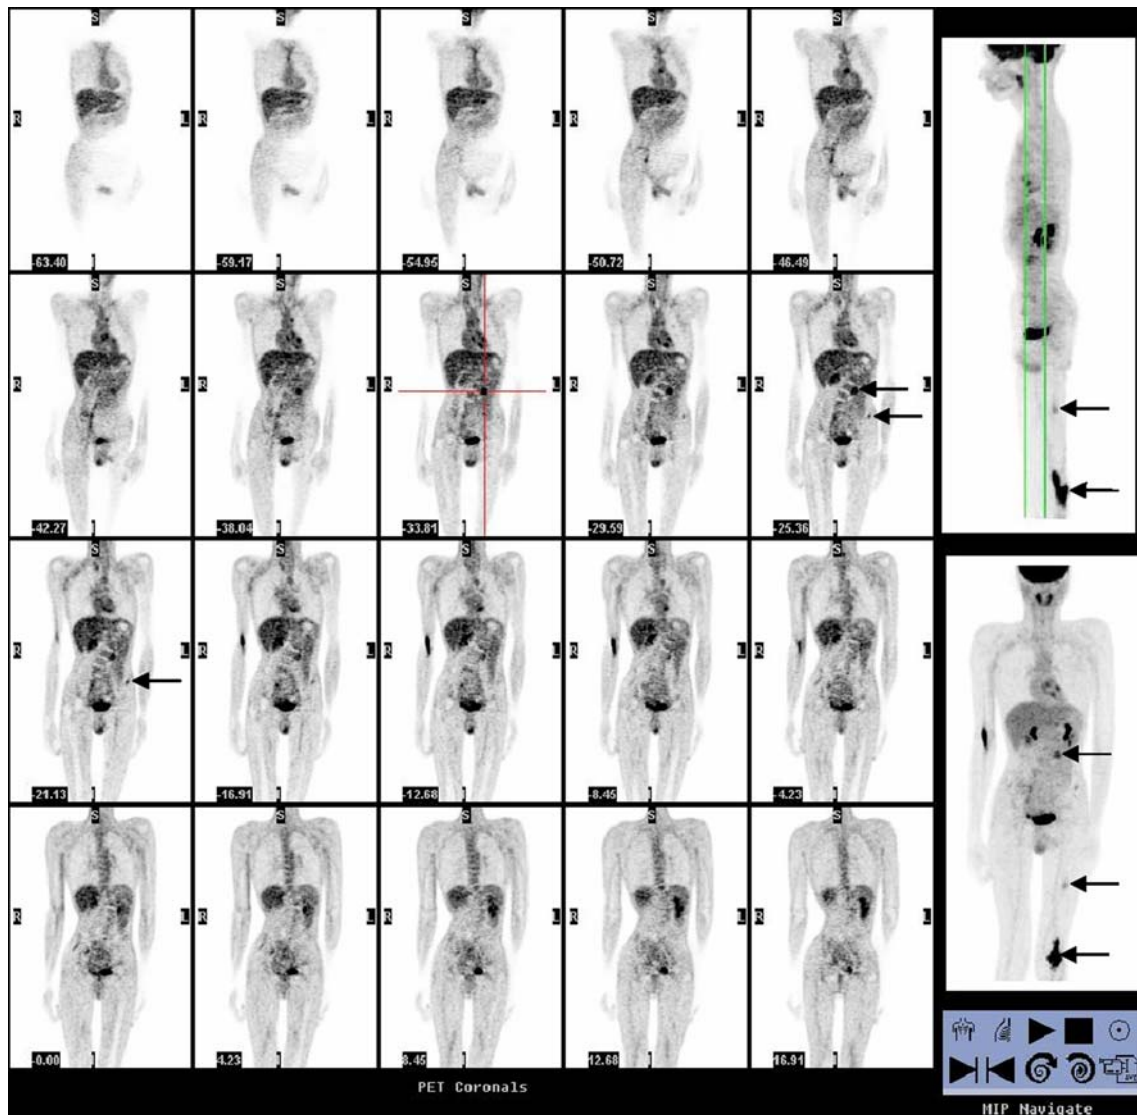 S S S S S
R L R L R L R L R L
-63.40 -59.17 -54.95 -50.72 -46.49
S S S S S
R L R L R L R L R L
-42.27 -38.04 -33.81 -29.59 -25.36
S S S S S
R L R L R L R L R L
-21.13 -16.91 -12.68 -8.45 -4.23
S S S S S
R L R L R L R L R L
-0.00 4.23 8.45 12.68 16.91
PET Coronals
MIP Navigate